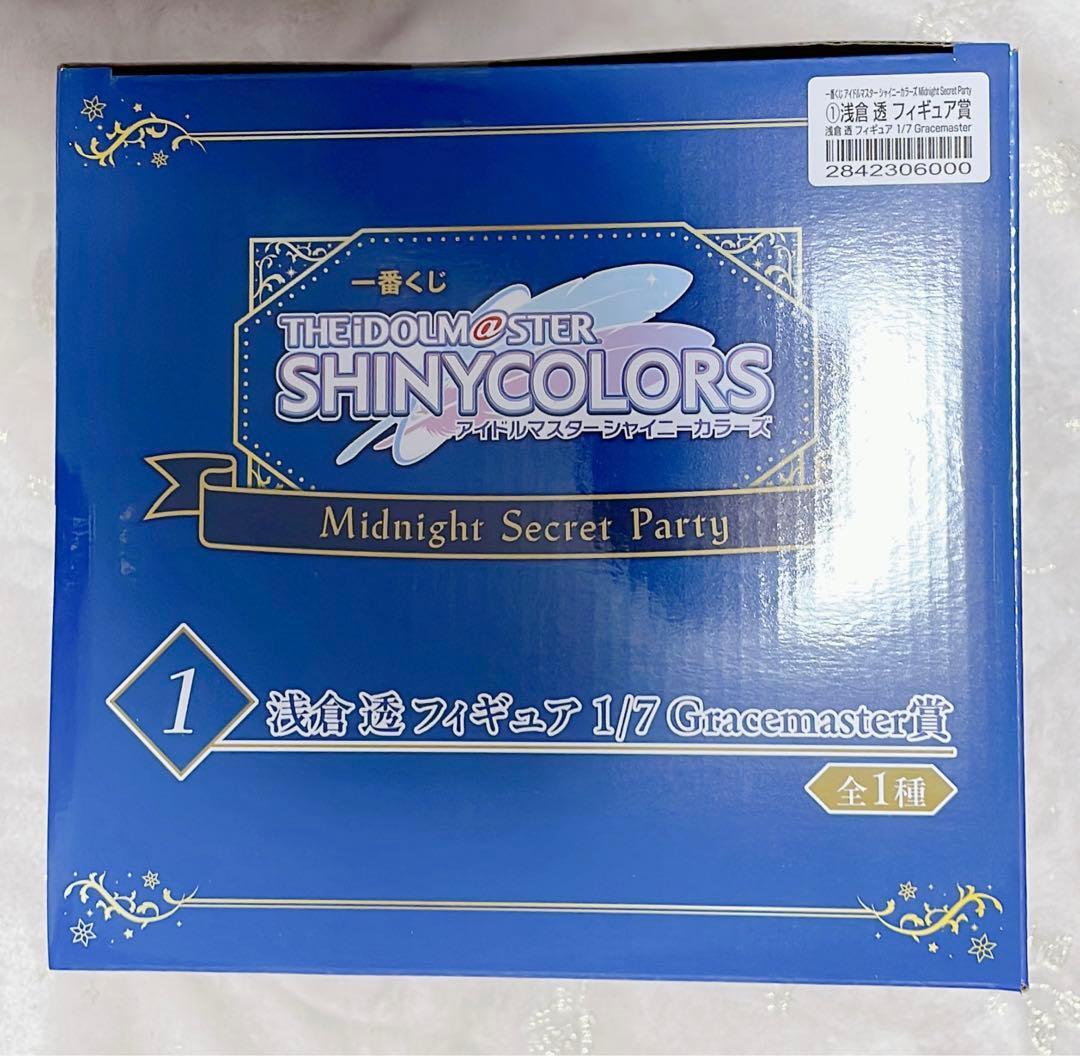 一番くじ アイドルマスター シャイニーカラーズ Midnight Secret Party
①浅倉 透 フィギュア賞
浅倉 透 フィギュア 1/7 Gracemaster
2842306000
一番くじ
THE iDOLM@STER
SHINYCOLORS
アイドルマスター シャイニーカラーズ
Midnight Secret Party
1
浅倉 透 フィギュア 1/7 Gracemaster賞
全1種